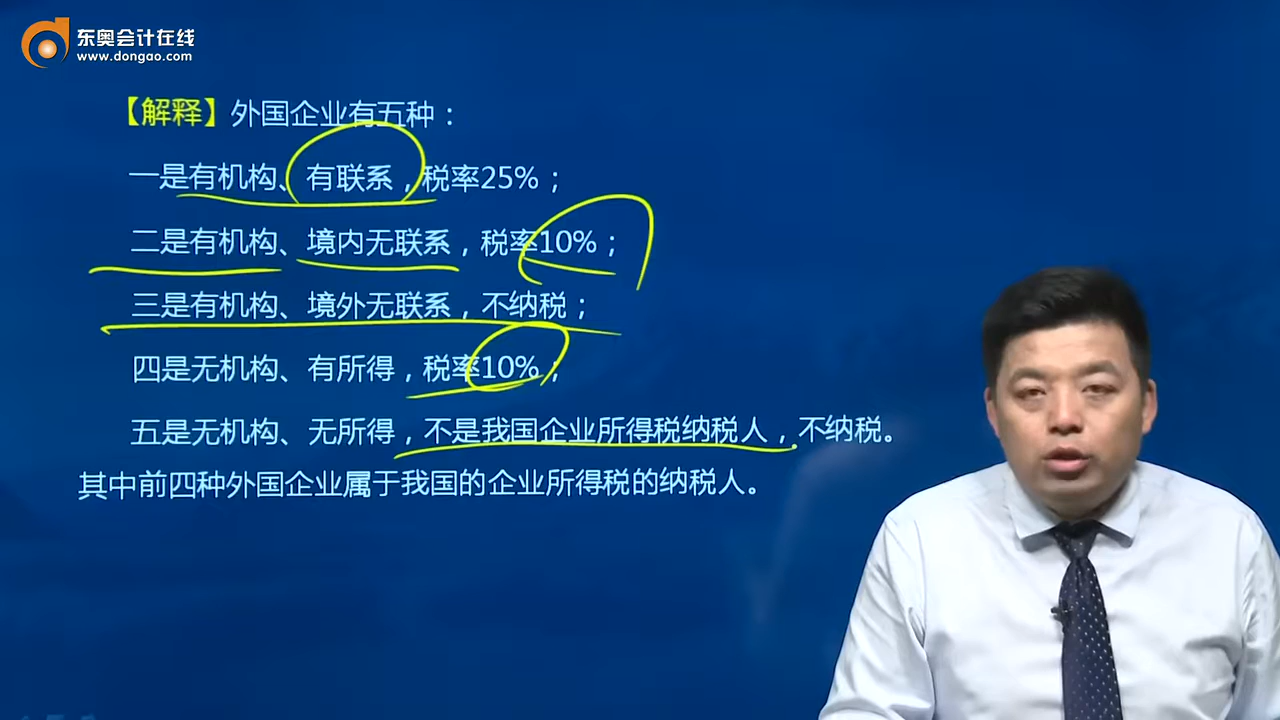 东奥会计在线
www.dongao.com
【解释】外国企业有五种：
一是有机构、有联系，税率25%；
二是有机构、境内无联系，税率10%；
三是有机构、境外无联系，不纳税；
四是无机构、有所得，税率10%；
五是无机构、无所得，不是我国企业所得税纳税人，不纳税。
其中前四种外国企业属于我国的企业所得税的纳税人。